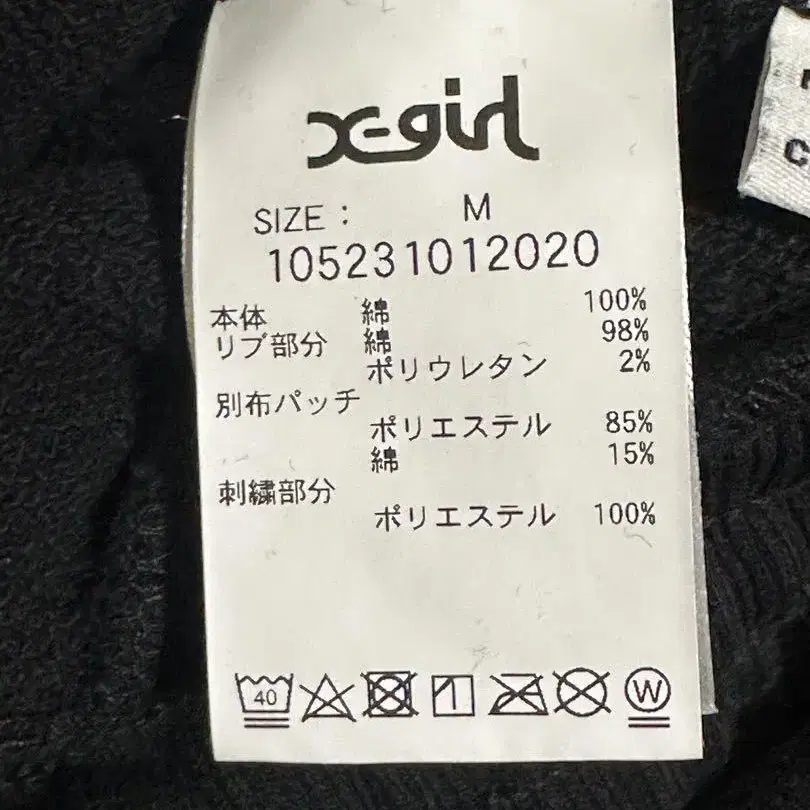 X-girl
SIZE : M
105231012020
本体 綿 100%
リブ部分 綿 98%
ポリウレタン 2%
別布パッチ
ポリエステル 85%
綿 15%
刺繍部分
ポリエステル 100%
40 W
C